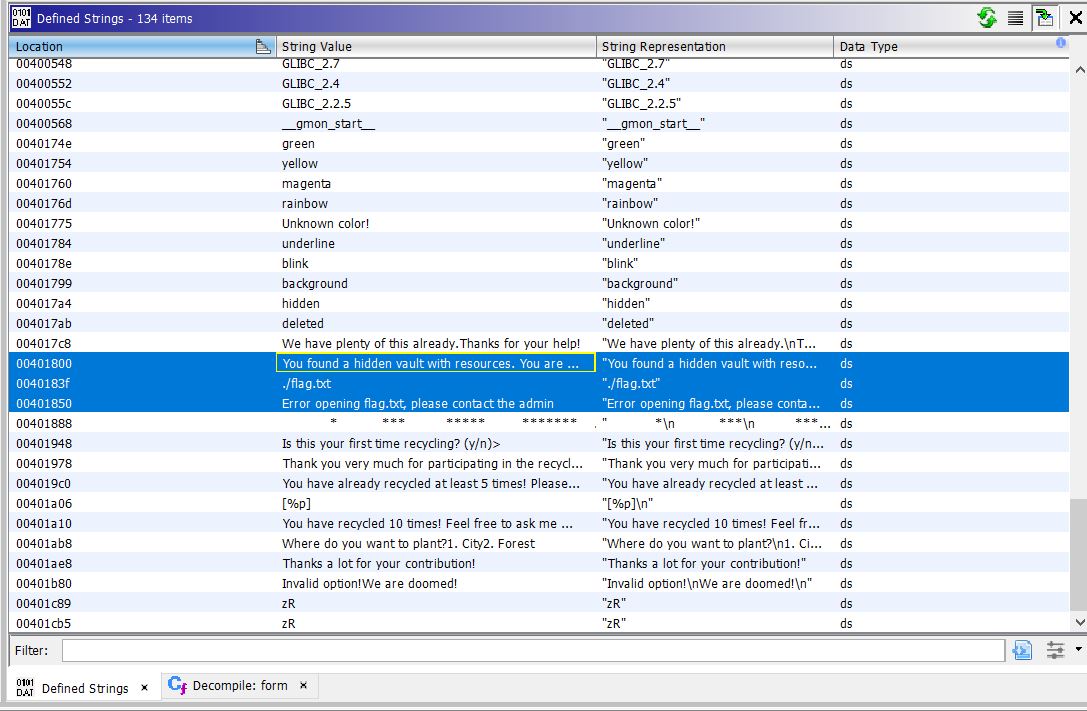 Defined Strings - 134 items
Location String Value String Representation Data Type
00400548 GLIBC_2.7 "GLIBC_2.7" ds
00400552 GLIBC_2.4 "GLIBC_2.4" ds
0040055c GLIBC_2.2.5 "GLIBC_2.2.5" ds
00400568 __gmon_start__ "__gmon_start__" ds
0040174e green "green" ds
00401754 yellow "yellow" ds
00401760 magenta "magenta" ds
0040176d rainbow "rainbow" ds
00401775 Unknown color! "Unknown color!" ds
00401784 underline "underline" ds
0040178e blink "blink" ds
00401799 background "background" ds
004017a4 hidden "hidden" ds
004017ab deleted "deleted" ds
004017c8 We have plenty of this already.Thanks for your help! "We have plenty of this already.\nT... ds
00401800 You found a hidden vault with resources. You are ... "You found a hidden vault with reso... ds
0040183f ./flag.txt "./flag.txt" ds
00401850 Error opening flag.txt, please contact the admin "Error opening flag.txt, please conta... ds
00401888 * *** ***** ******* . " *\n ***\n ***... ds
00401948 Is this your first time recycling? (y/n)> "Is this your first time recycling? (y/n... ds
00401978 Thank you very much for participating in the recycl... "Thank you very much for participati... ds
004019c0 You have already recycled at least 5 times! Please... "You have already recycled at least ... ds
00401a06 [%p] "[%p]\n" ds
00401a10 You have recycled 10 times! Feel free to ask me ... "You have recycled 10 times! Feel fr... ds
00401ab8 Where do you want to plant?1. City2. Forest "Where do you want to plant?\n1. Ci... ds
00401ae8 Thanks a lot for your contribution! "Thanks a lot for your contribution!" ds
00401b80 Invalid option!We are doomed! "Invalid option!\nWe are doomed!\n" ds
00401c89 zR "zR" ds
00401cb5 zR "zR" ds
Filter:
0101 DAT Defined Strings × Cf Decompile: form ×